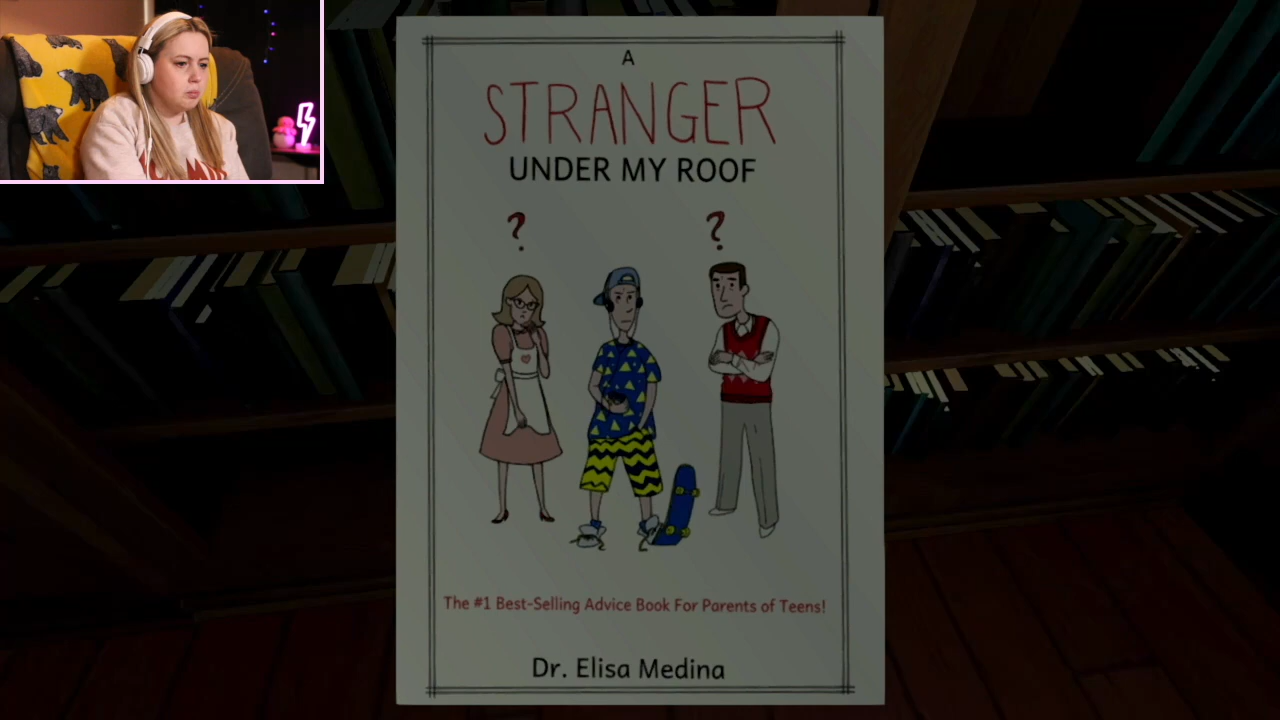 A
STRANGER
UNDER MY ROOF
?
?
The #1 Best-Selling Advice Book For Parents of Teens!
Dr. Elisa Medina